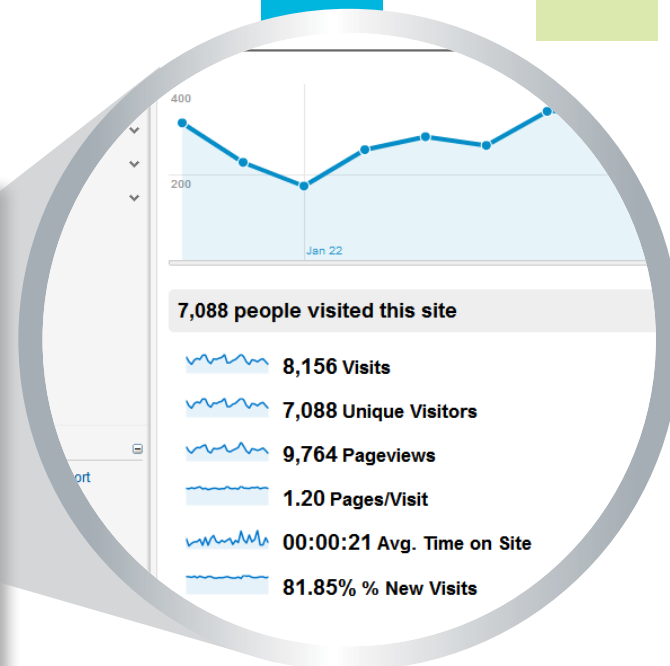 400
200
Jan 22
7,088 people visited this site
8,156 Visits
7,088 Unique Visitors
ort
9,764 Pageviews
1.20 Pages/Visit
00:00:21 Avg. Time on Site
81.85% % New Visits